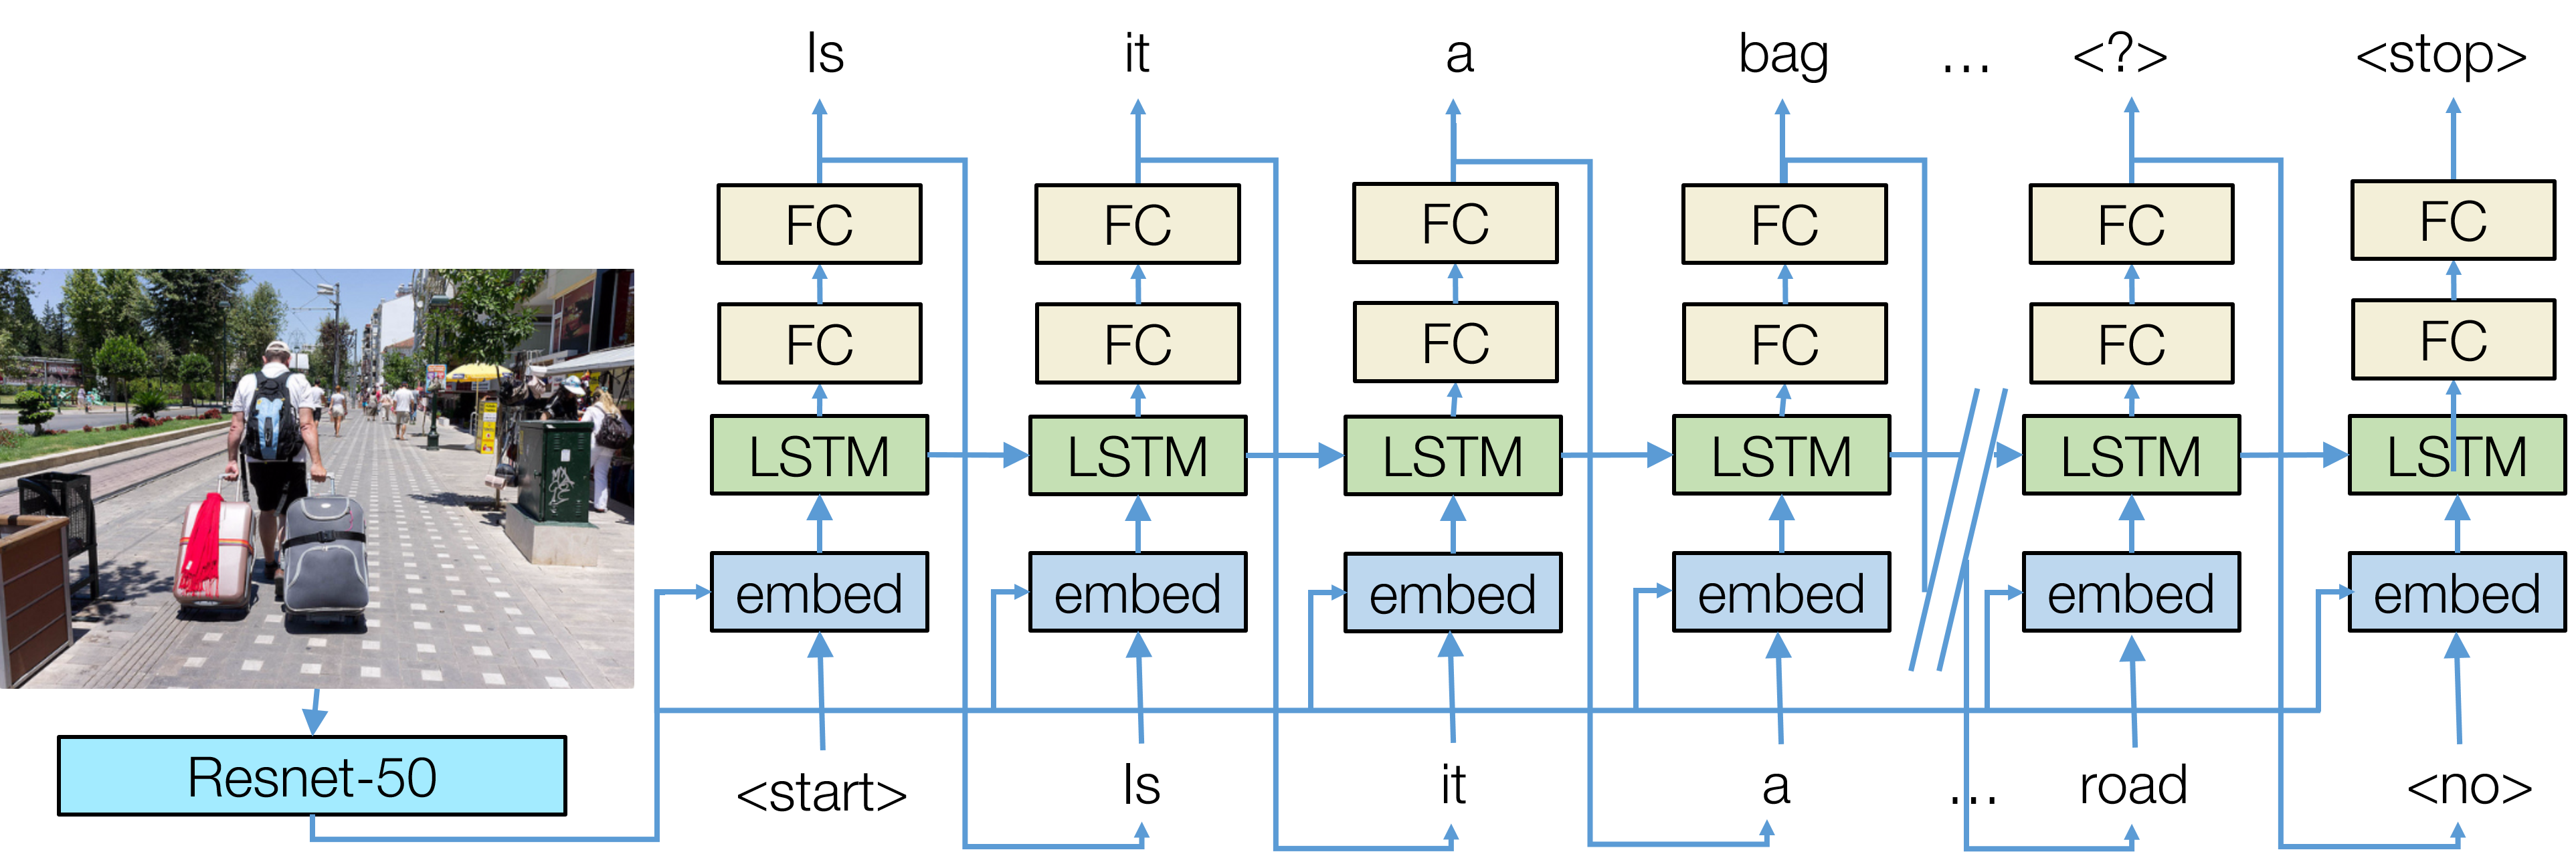 Is it a bag ... <?> <stop>
FC FC FC FC FC FC
FC FC FC FC FC FC
LSTM LSTM LSTM LSTM LSTM LSTM
embed embed embed embed embed embed
Resnet-50
<start> Is it a ... road <no>